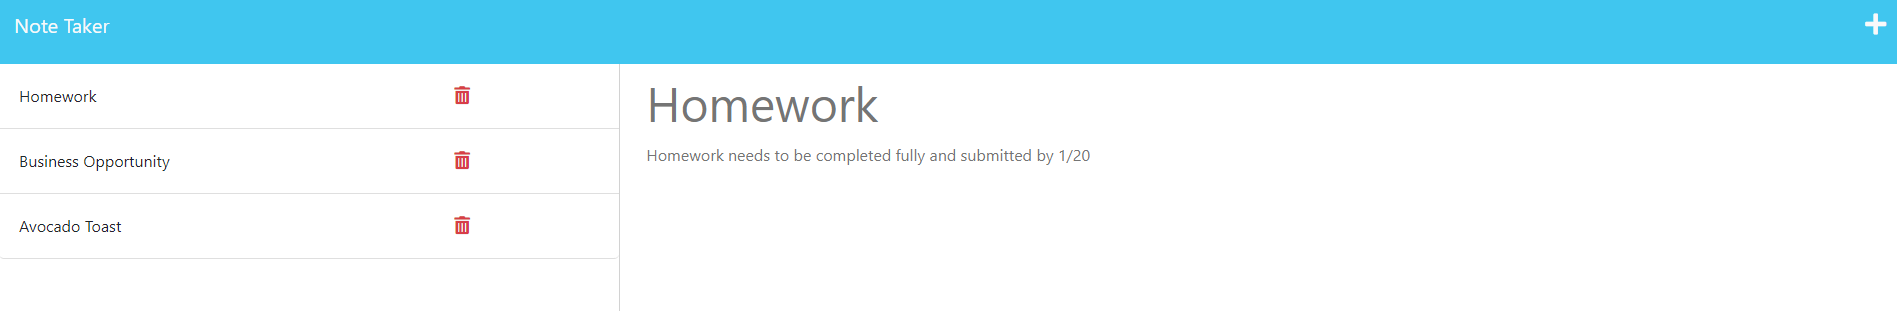 Note Taker
Homework
Business Opportunity
Avocado Toast
Homework
Homework needs to be completed fully and submitted by 1/20